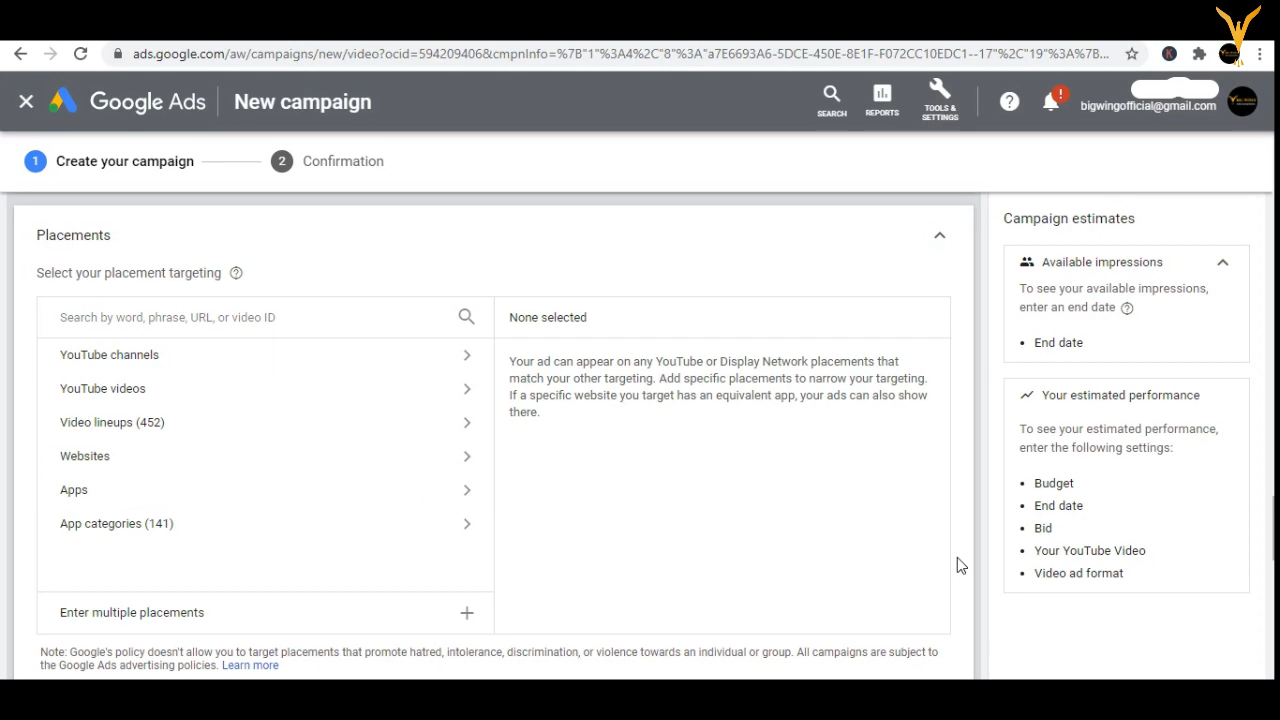 ads.google.com/aw/campaigns/new/video?ocid=594209406&cmpnInfo=%7B"1"%3A4%2C"8"%3A"a7E6693A6-5DCE-450E-8E1F-F072CC10EDC1--17"%2C"19"%3A%7B...
K
Google Ads
New campaign
SEARCH
REPORTS
TOOLS &
SETTINGS
?
!
bigwingofficial@gmail.com
1 Create your campaign
2 Confirmation
Placements
Select your placement targeting ?
Search by word, phrase, URL, or video ID
YouTube channels
YouTube videos
Video lineups (452)
Websites
Apps
App categories (141)
Enter multiple placements
None selected
Your ad can appear on any YouTube or Display Network placements that
match your other targeting. Add specific placements to narrow your targeting.
If a specific website you target has an equivalent app, your ads can also show
there.
Note: Google's policy doesn't allow you to target placements that promote hatred, intolerance, discrimination, or violence towards an individual or group. All campaigns are subject to
the Google Ads advertising policies. Learn more
Campaign estimates
Available impressions
To see your available impressions,
enter an end date ?
• End date
Your estimated performance
To see your estimated performance,
enter the following settings:
• Budget
• End date
• Bid
• Your YouTube Video
• Video ad format